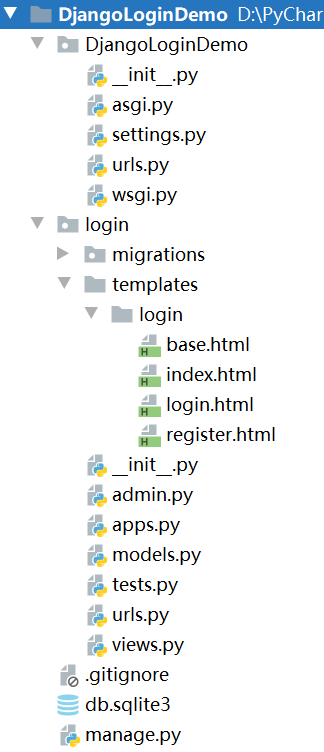 DjangoLoginDemo D:\PyChar
DjangoLoginDemo
__init__.py
asgi.py
settings.py
urls.py
wsgi.py
login
migrations
templates
login
base.html
index.html
login.html
register.html
__init__.py
admin.py
apps.py
models.py
tests.py
urls.py
views.py
.gitignore
db.sqlite3
manage.py